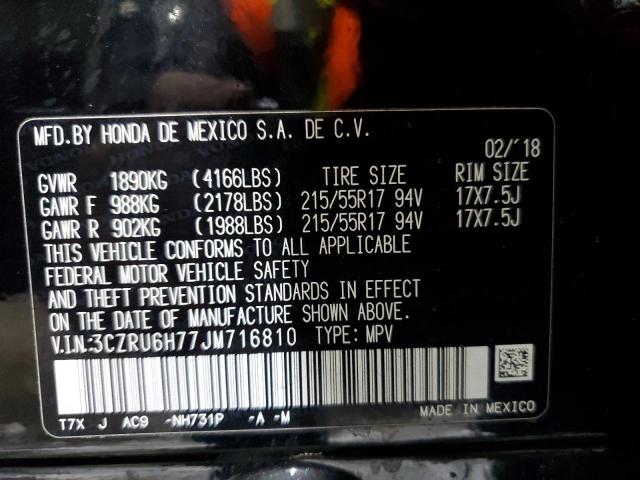 MFD.BY HONDA DE MEXICO S.A. DE C.V.
02/'18
GVWR 1890KG (4166LBS) TIRE SIZE RIM SIZE
GAWR F 988KG (2178LBS) 215/55R17 94V 17X7.5J
GAWR R 902KG (1988LBS) 215/55R17 94V 17X7.5J
THIS VEHICLE CONFORMS TO ALL APPLICABLE
FEDERAL MOTOR VEHICLE SAFETY
AND THEFT PREVENTION STANDARDS IN EFFECT
ON THE DATE OF MANUFACTURE SHOWN ABOVE.
V.I.N:3CZRU6H77JM716810 TYPE: MPV
T7X J AC9 -NH731P -A -M
MADE IN MEXICO